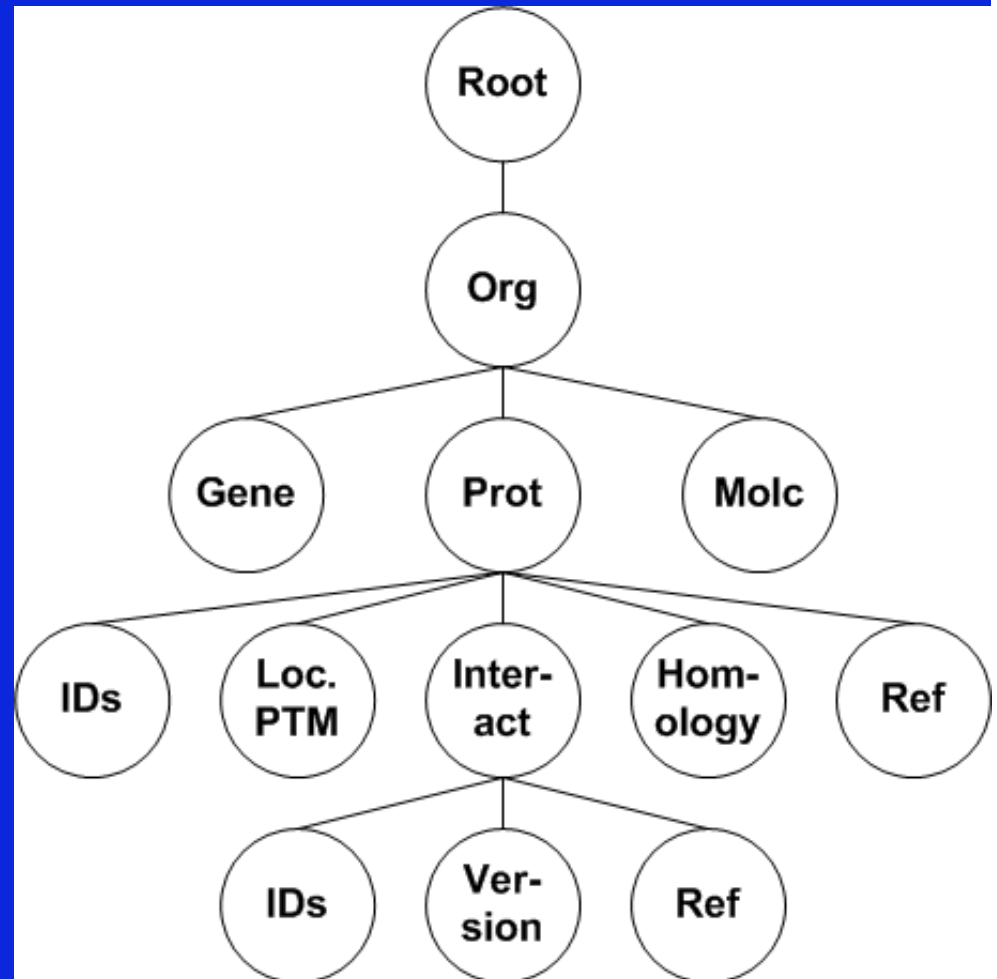 Root
Org
Gene
Prot
Molc
IDs
Loc.
PTM
Inter-
act
Hom-
ology
Ref
IDs
Ver-
sion
Ref